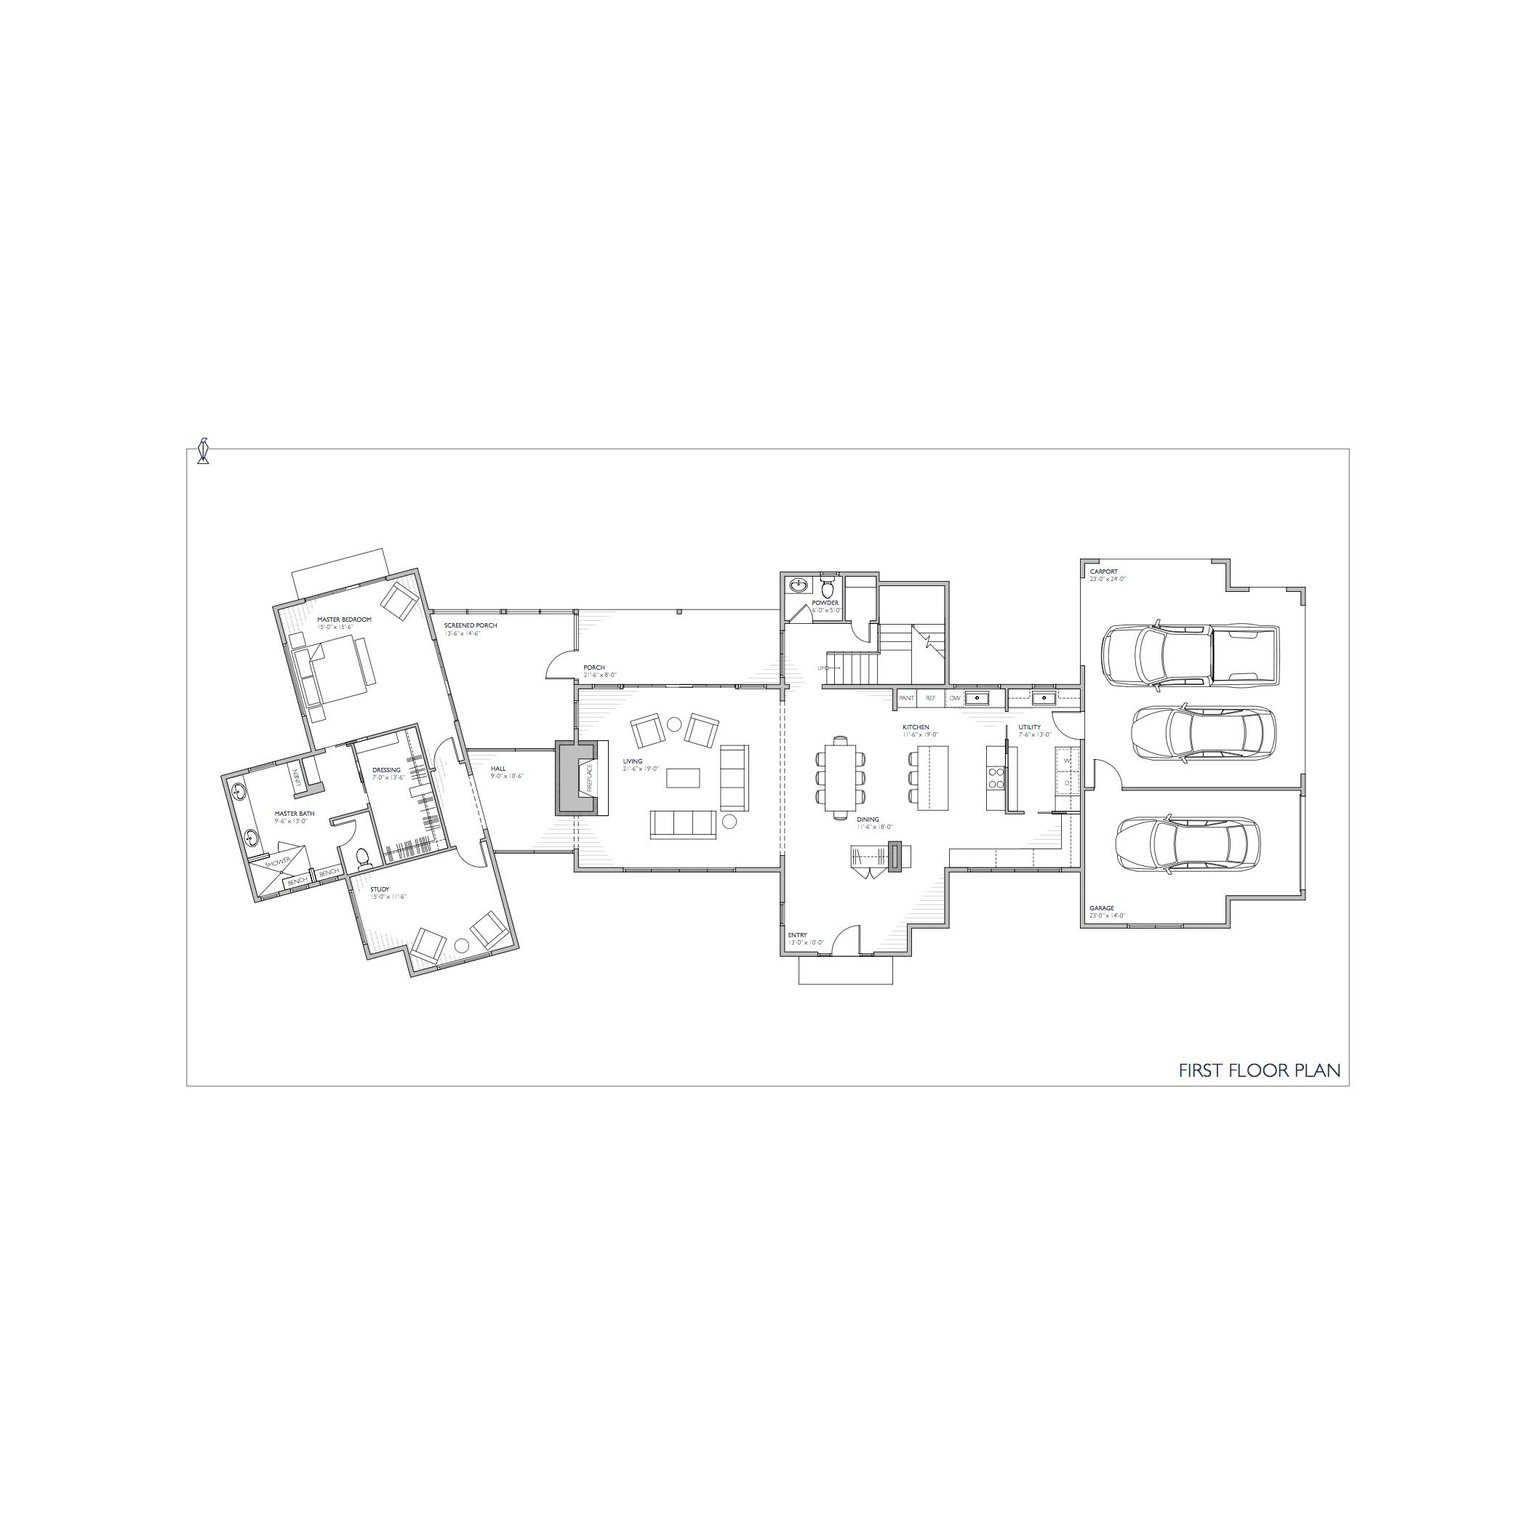 CARPORT
23'-0" x 24'-0"
POWDER
6'-0" x 5'-0"
MASTER BEDROOM
15'-0" x 15'-6"
SCREENED PORCH
13'-6" x 14'-6"
PORCH
21'-6" x 8'-0"
UP
PANT
REF.
DW
KITCHEN
11'-6" x 19'-0"
UTILITY
7'-6" x 13'-0"
LIVING
21'-6" x 19'-0"
W
D
HALL
9'-0" x 10'-6"
FIREPLACE
DRESSING
7'-0" x 13'-6"
LINEN
MASTER BATH
9'-6" x 13'-0"
DINING
11'-6" x 18'-0"
SHOWER
BENCH
BENCH
STUDY
15'-0" x 11'-6"
GARAGE
23'-0" x 14'-0"
ENTRY
13'-0" x 10'-0"
FIRST FLOOR PLAN